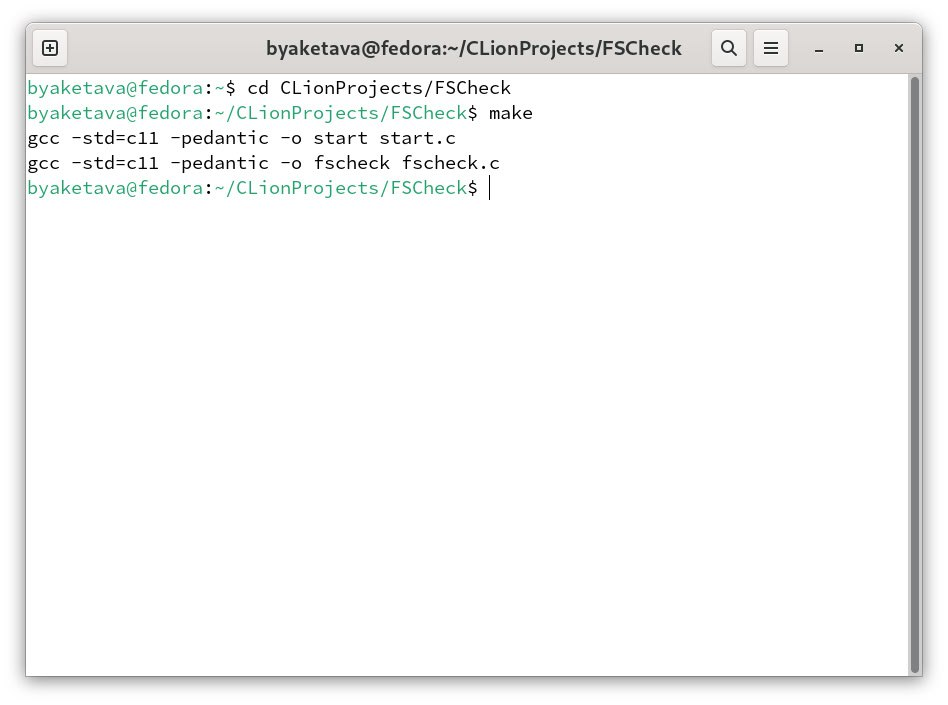 byaketava@fedora:~/CLionProjects/FSCheck
byaketava@fedora:~$ cd CLionProjects/FSCheck
byaketava@fedora:~/CLionProjects/FSCheck$ make
gcc -std=c11 -pedantic -o start start.c
gcc -std=c11 -pedantic -o fscheck fscheck.c
byaketava@fedora:~/CLionProjects/FSCheck$